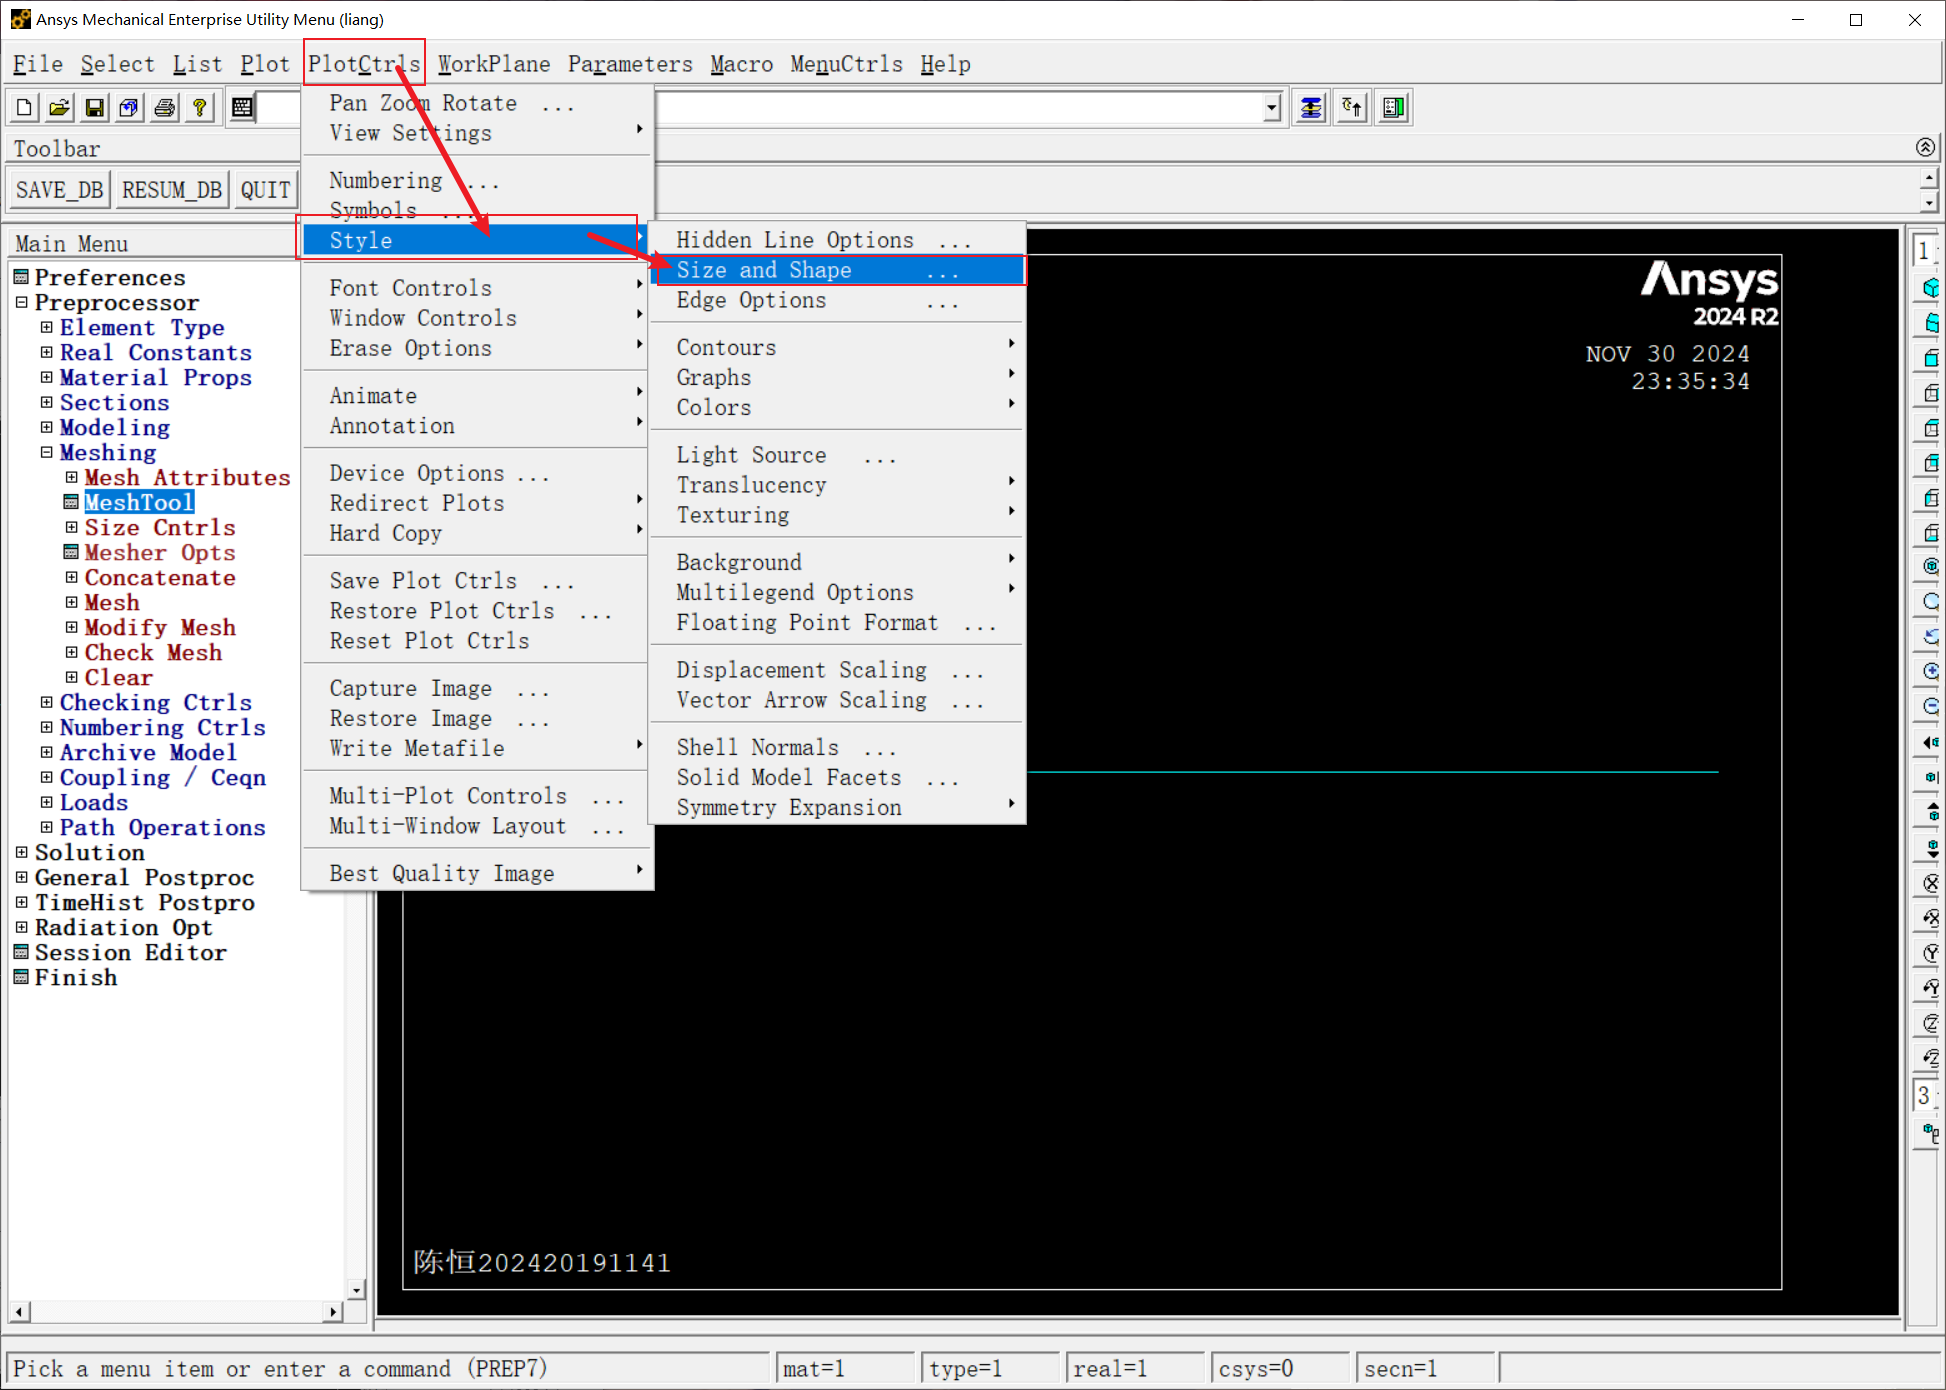 Ansys Mechanical Enterprise Utility Menu (liang)
File Select List Plot PlotCtrls WorkPlane Parameters Macro MenuCtrls Help
Toolbar
SAVE_DB RESUM_DB QUIT
Main Menu
Preferences
Preprocessor
Element Type
Real Constants
Material Props
Sections
Modeling
Meshing
Mesh Attributes
MeshTool
Size Cntrls
Mesher Opts
Concatenate
Mesh
Modify Mesh
Check Mesh
Clear
Checking Ctrls
Numbering Ctrls
Archive Model
Coupling / Ceqn
Loads
Path Operations
Solution
General Postproc
TimeHist Postpro
Radiation Opt
Session Editor
Finish
Pan Zoom Rotate ...
View Settings
Numbering ...
Symbols ...
Style
Font Controls
Window Controls
Erase Options
Animate
Annotation
Device Options ...
Redirect Plots
Hard Copy
Save Plot Ctrls ...
Restore Plot Ctrls ...
Reset Plot Ctrls
Capture Image ...
Restore Image ...
Write Metafile
Multi-Plot Controls ...
Multi-Window Layout ...
Best Quality Image
Hidden Line Options ...
Size and Shape ...
Edge Options ...
Contours
Graphs
Colors
Light Source ...
Translucency
Texturing
Background
Multilegend Options
Floating Point Format ...
Displacement Scaling ...
Vector Arrow Scaling ...
Shell Normals ...
Solid Model Facets ...
Symmetry Expansion
Ansys
2024 R2
NOV 30 2024
23:35:34
陈恒202420191141
1
3
Pick a menu item or enter a command (PREP7)
mat=1
type=1
real=1
csys=0
secn=1